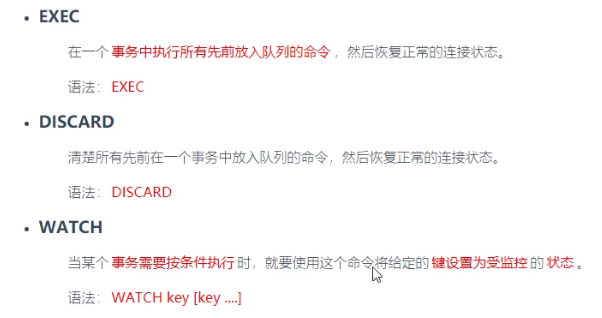 EXEC
在一个 事务中执行所有先前放入队列的命令 ，然后恢复正常的连接状态。
语法： EXEC
DISCARD
清楚所有先前在一个事务中放入队列的命令，然后恢复正常的连接状态。
语法： DISCARD
WATCH
当某个 事务需要按条件执行 时，就要使用这个命令将给定的 键设置为受监控 的 状态 。
语法： WATCH key [key ....]